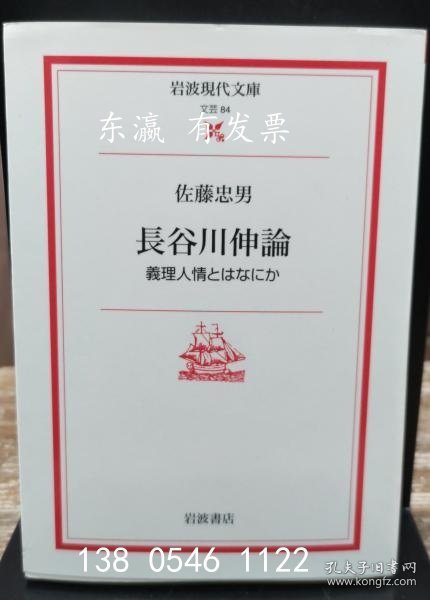 岩波現代文庫
文芸 84
东瀛 有发票
佐藤忠男
長谷川伸論
義理人情とはなにか
岩波書店
138 0546 1122
孔夫子旧书网
www.kongfz.com